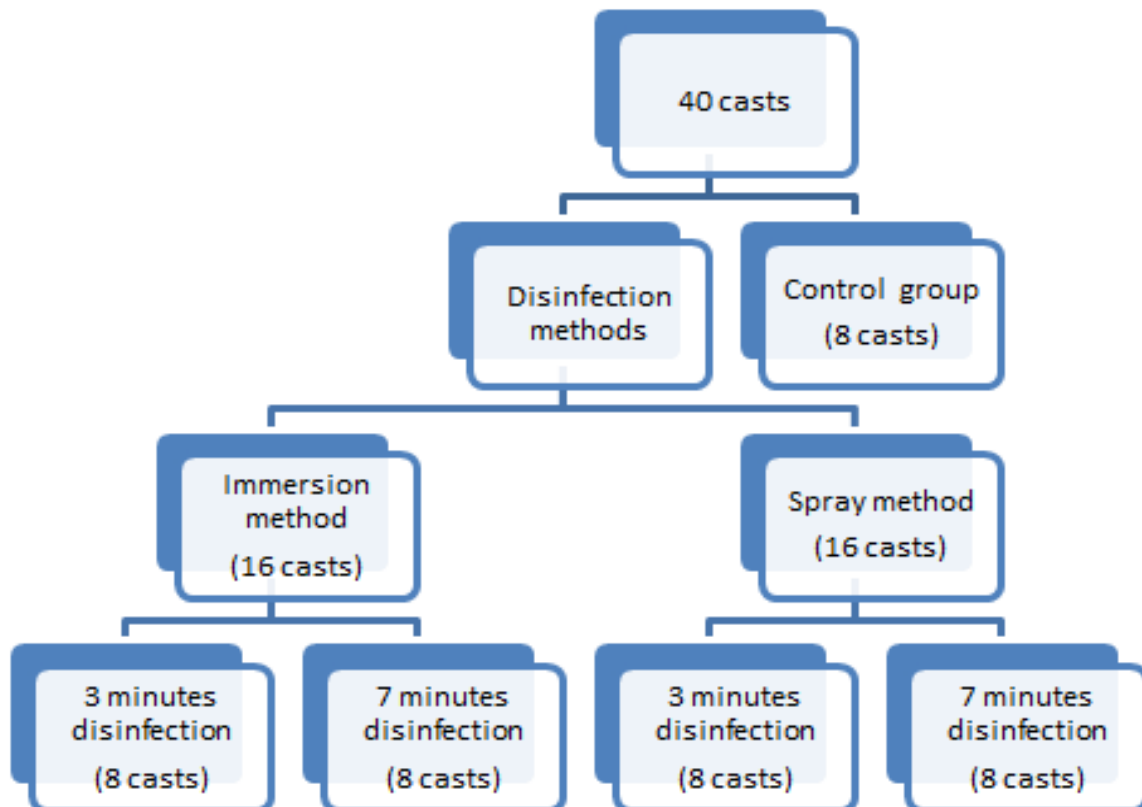 40 casts
Disinfection
methods
Control group
(8 casts)
Immersion
method
(16 casts)
Spray method
(16 casts)
3 minutes
disinfection
(8 casts)
7 minutes
disinfection
(8 casts)
3 minutes
disinfection
(8 casts)
7 minutes
disinfection
(8 casts)